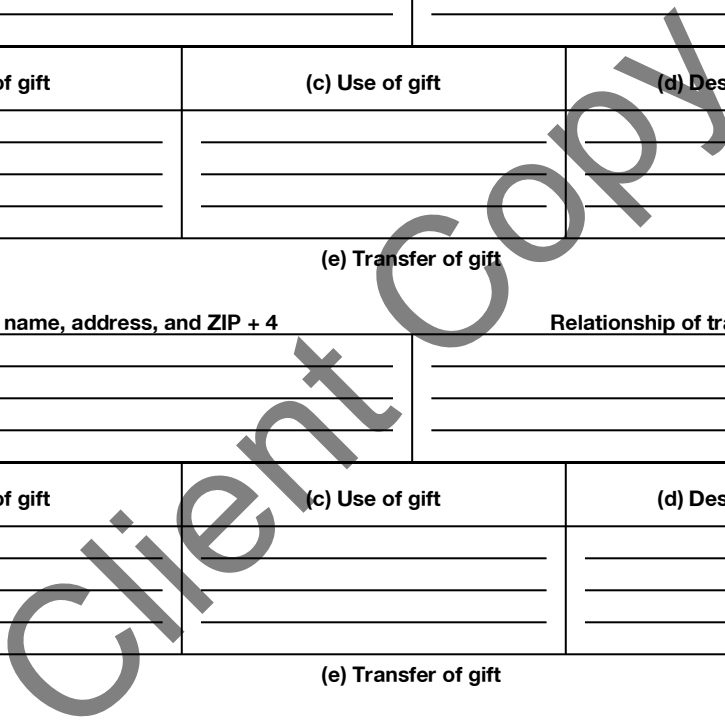 of gift (c) Use of gift (d) Des
(e) Transfer of gift
name, address, and ZIP + 4 Relationship of tra
of gift (c) Use of gift (d) Des
(e) Transfer of gift
Client Copy